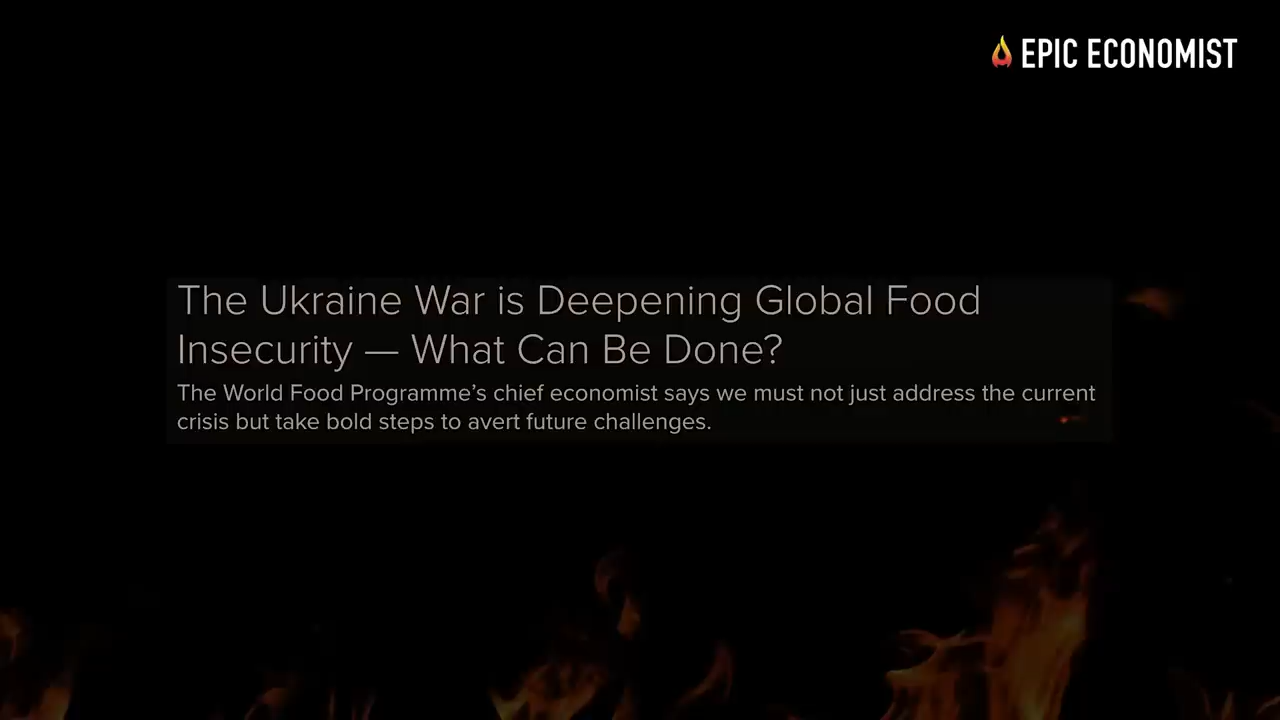 EPIC ECONOMIST
The Ukraine War is Deepening Global Food
Insecurity — What Can Be Done?
The World Food Programme’s chief economist says we must not just address the current
crisis but take bold steps to avert future challenges.